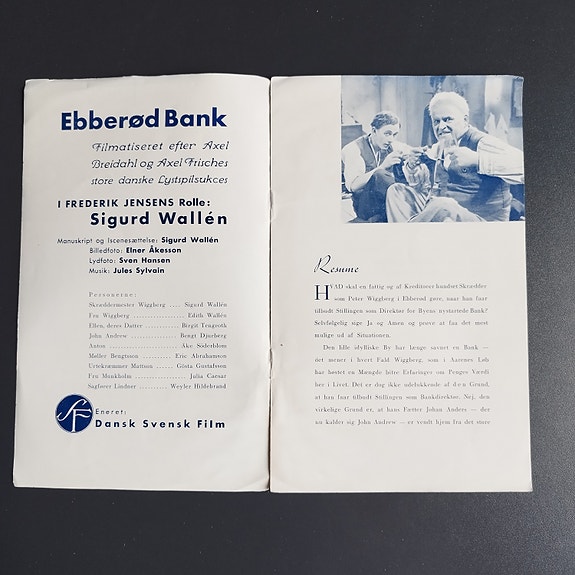 Ebberød Bank
Filmatiseret efter Axel
Breidahl og Axel Frisches
store danske Lystspilsukces
I FREDERIK JENSENS Rolle:
Sigurd Wallén
Manuskript og Iscenesættelse: Sigurd Wallén
Billedfoto: Elner Åkesson
Lydfoto: Sven Hansen
Musik: Jules Sylvain
Personerne:
Skræddermester Wiggberg .... Sigurd Wallén
Fru Wiggberg .............. Edith Wallén
Ellen, deres Datter ....... Birgit Tengroth
John Andrew .............. Bengt Djurberg
Anton .................... Åke Söderblom
Møller Bengtsson ........ Eric Abrahamson
Urtekræmmer Mattson ..... Gösta Gustafsson
Fru Munkholm ............. Julia Cæsar
Sagfører Lindner ......... Weyler Hildebrand
SF
Eneret:
Dansk Svensk Film
Resume
HVAD skal en fattig og af Kreditorer hundset Skrædder
som Peter Wiggberg i Ebberød gøre, naar han faar
tilbudt Stillingen som Direktør for Byens nystartede Bank?
Selvfølgelig sige Ja og Amen og prøve at faa det mest
mulige ud af Situationen.
Den lille idylliske By har længe savnet en Bank —
det mener i hvert Fald Wiggberg, som i Aarenes Løb
har høstet en Mængde bitre Erfaringer om Penges Værdi
her i Livet. Det er dog ikke udelukkende af den Grund,
at han faar tilbudt Stillingen som Bankdirektør. Nej, den
virkelige Grund er, at hans Fætter Johan Anders — der
nu kalder sig John Andrew — er vendt hjem fra det store